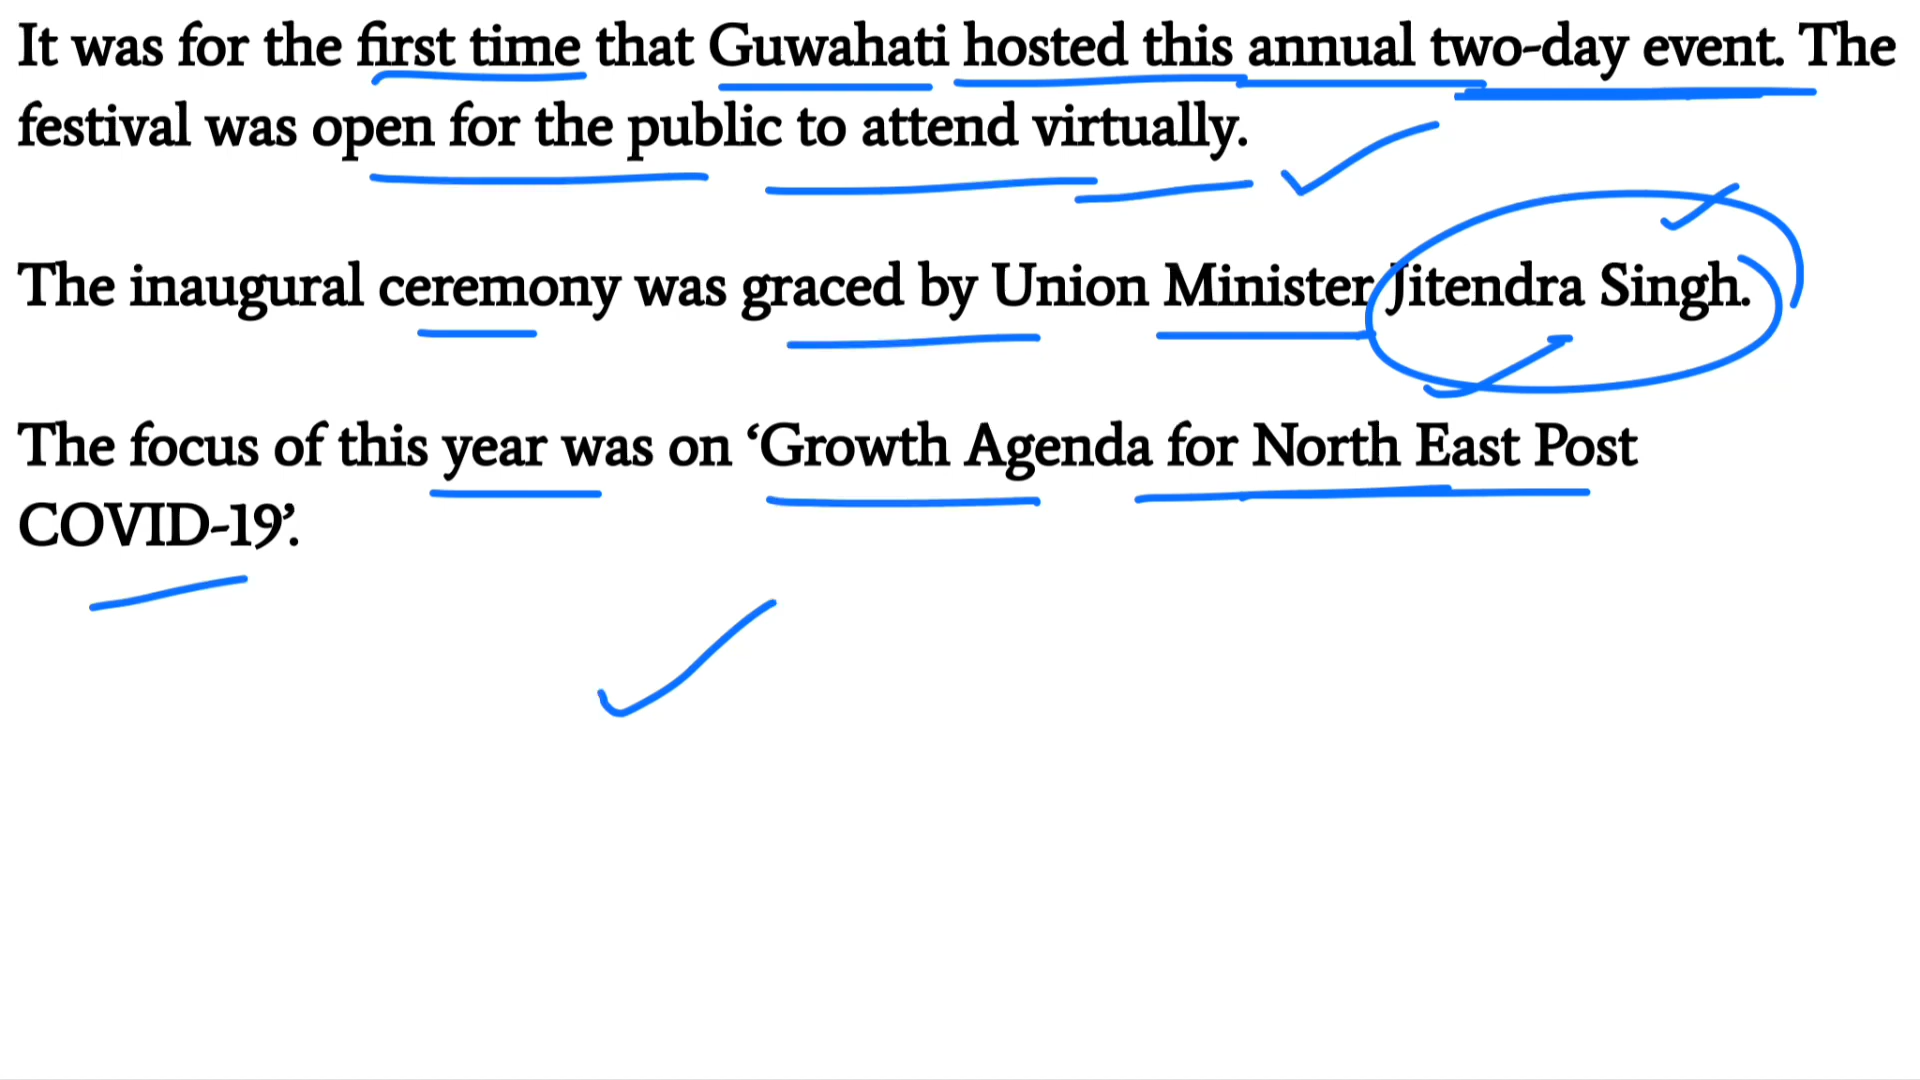 It was for the first time that Guwahati hosted this annual two-day event. The
festival was open for the public to attend virtually.
The inaugural ceremony was graced by Union Minister Jitendra Singh.
The focus of this year was on ‘Growth Agenda for North East Post
COVID-19’.